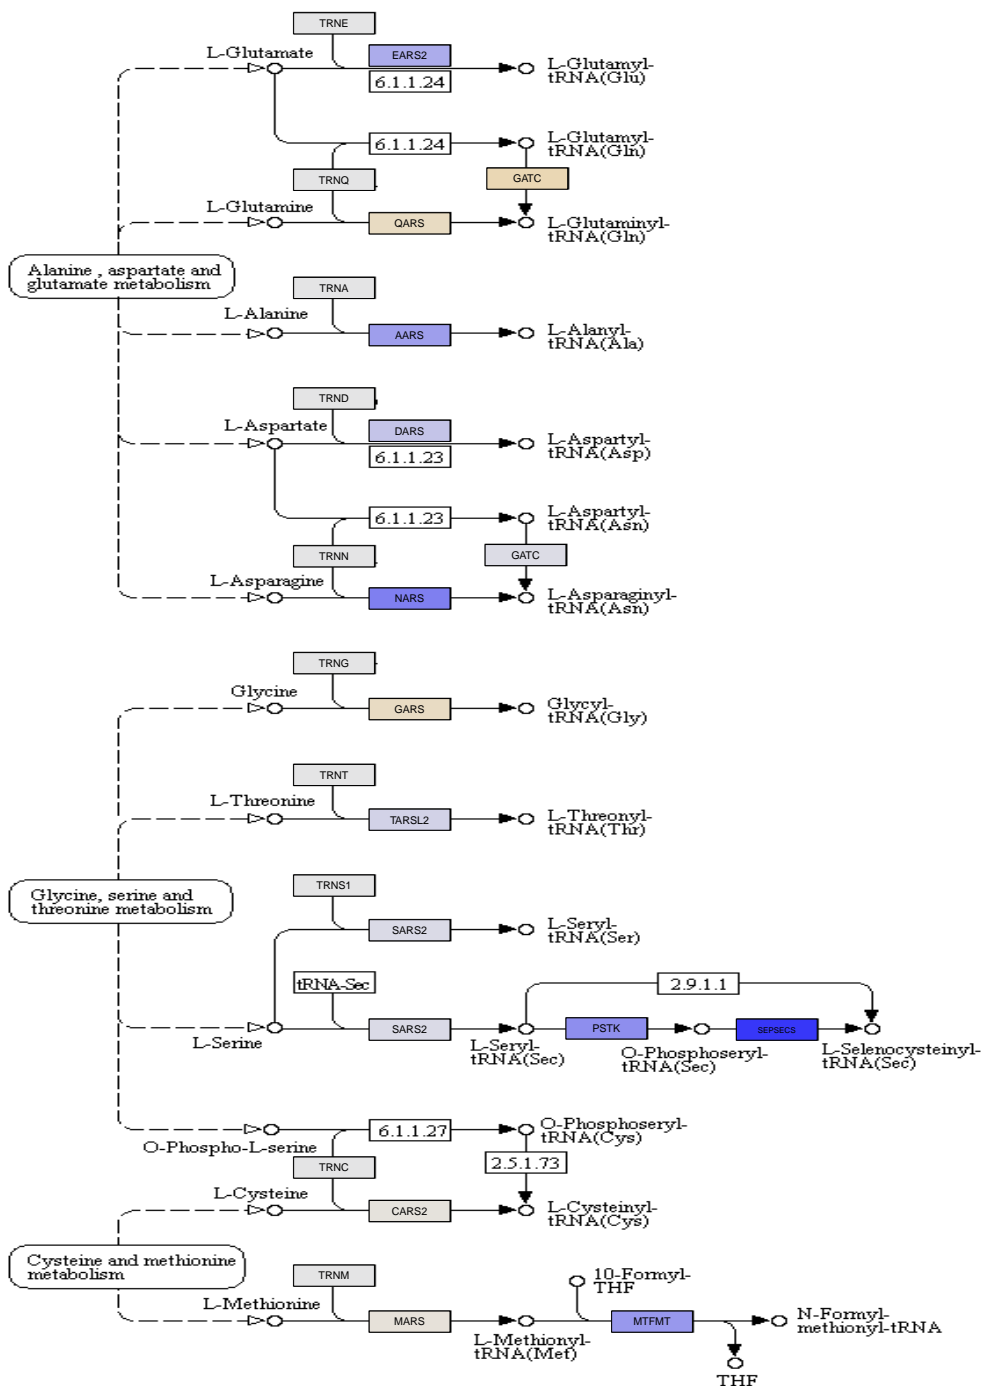 TRNE
L-Glutamate
EARS2
6.1.1.24
L-Glutamyl-
tRNA(Glu)
6.1.1.24
L-Glutamyl-
tRNA(Gln)
TRNQ
GATC
L-Glutamine
QARS
L-Glutaminyl-
tRNA(Gln)
Alanine , aspartate and
glutamate metabolism
TRNA
L-Alanine
AARS
L-Alanyl-
tRNA(Ala)
TRND
L-Aspartate
DARS
6.1.1.23
L-Aspartyl-
tRNA(Asp)
6.1.1.23
L-Aspartyl-
tRNA(Asn)
TRNN
GATC
L-Asparagine
NARS
L-Asparaginyl-
tRNA(Asn)
TRNG
Glycine
GARS
Glycyl-
tRNA(Gly)
TRNT
L-Threonine
TARSL2
L-Threonyl-
tRNA(Thr)
Glycine, serine and
threonine metabolism
TRNS1
SARS2
L-Seryl-
tRNA(Ser)
tRNA-Sec
2.9.1.1
L-Serine
SARS2
L-Seryl-
tRNA(Sec)
PSTK
O-Phosphoseryl-
tRNA(Sec)
SEPSECS
L-Selenocysteinyl-
tRNA(Sec)
O-Phospho-L-serine
6.1.1.27
O-Phosphoseryl-
tRNA(Cys)
TRNC
2.5.1.73
L-Cysteine
CARS2
L-Cysteinyl-
tRNA(Cys)
Cysteine and methionine
metabolism
TRNM
L-Methionine
MARS
L-Methionyl-
tRNA(Met)
10-Formyl-
THF
MTFMT
N-Formyl-
methionyl-tRNA
THF